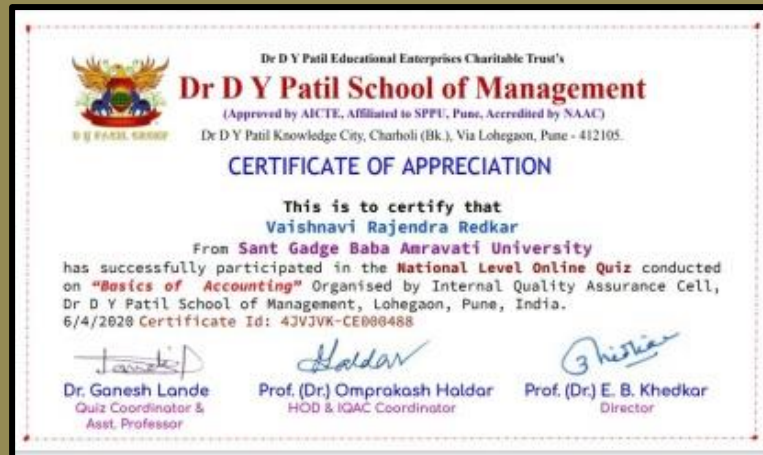 Dr D Y Patil Educational Enterprises Charitable Trust's
Dr D Y Patil School of Management
(Approved by AICTE, Affiliated to SPPU, Pune, Accredited by NAAC)
D Y PATIL GROUP
Dr D Y Patil Knowledge City, Charholi (Bk.), Via Lohegaon, Pune - 412105.
CERTIFICATE OF APPRECIATION
This is to certify that
Vaishnavi Rajendra Redkar
From Sant Gadge Baba Amravati University
has successfully participated in the National Level Online Quiz conducted
on "Basics of Accounting" Organised by Internal Quality Assurance Cell,
Dr D Y Patil School of Management, Lohegaon, Pune, India.
6/4/2020 Certificate Id: 4JVJVK-CE000488
Dr. Ganesh Lande Prof. (Dr.) Omprakash Haldar Prof. (Dr.) E. B. Khedkar
Quiz Coordinator & HOD & IQAC Coordinator Director
Asst. Professor